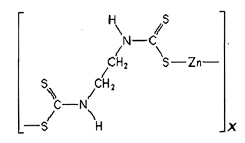 H S
N—C
CH₂ S—Zn—
S CH₂
C—N
—S H
x